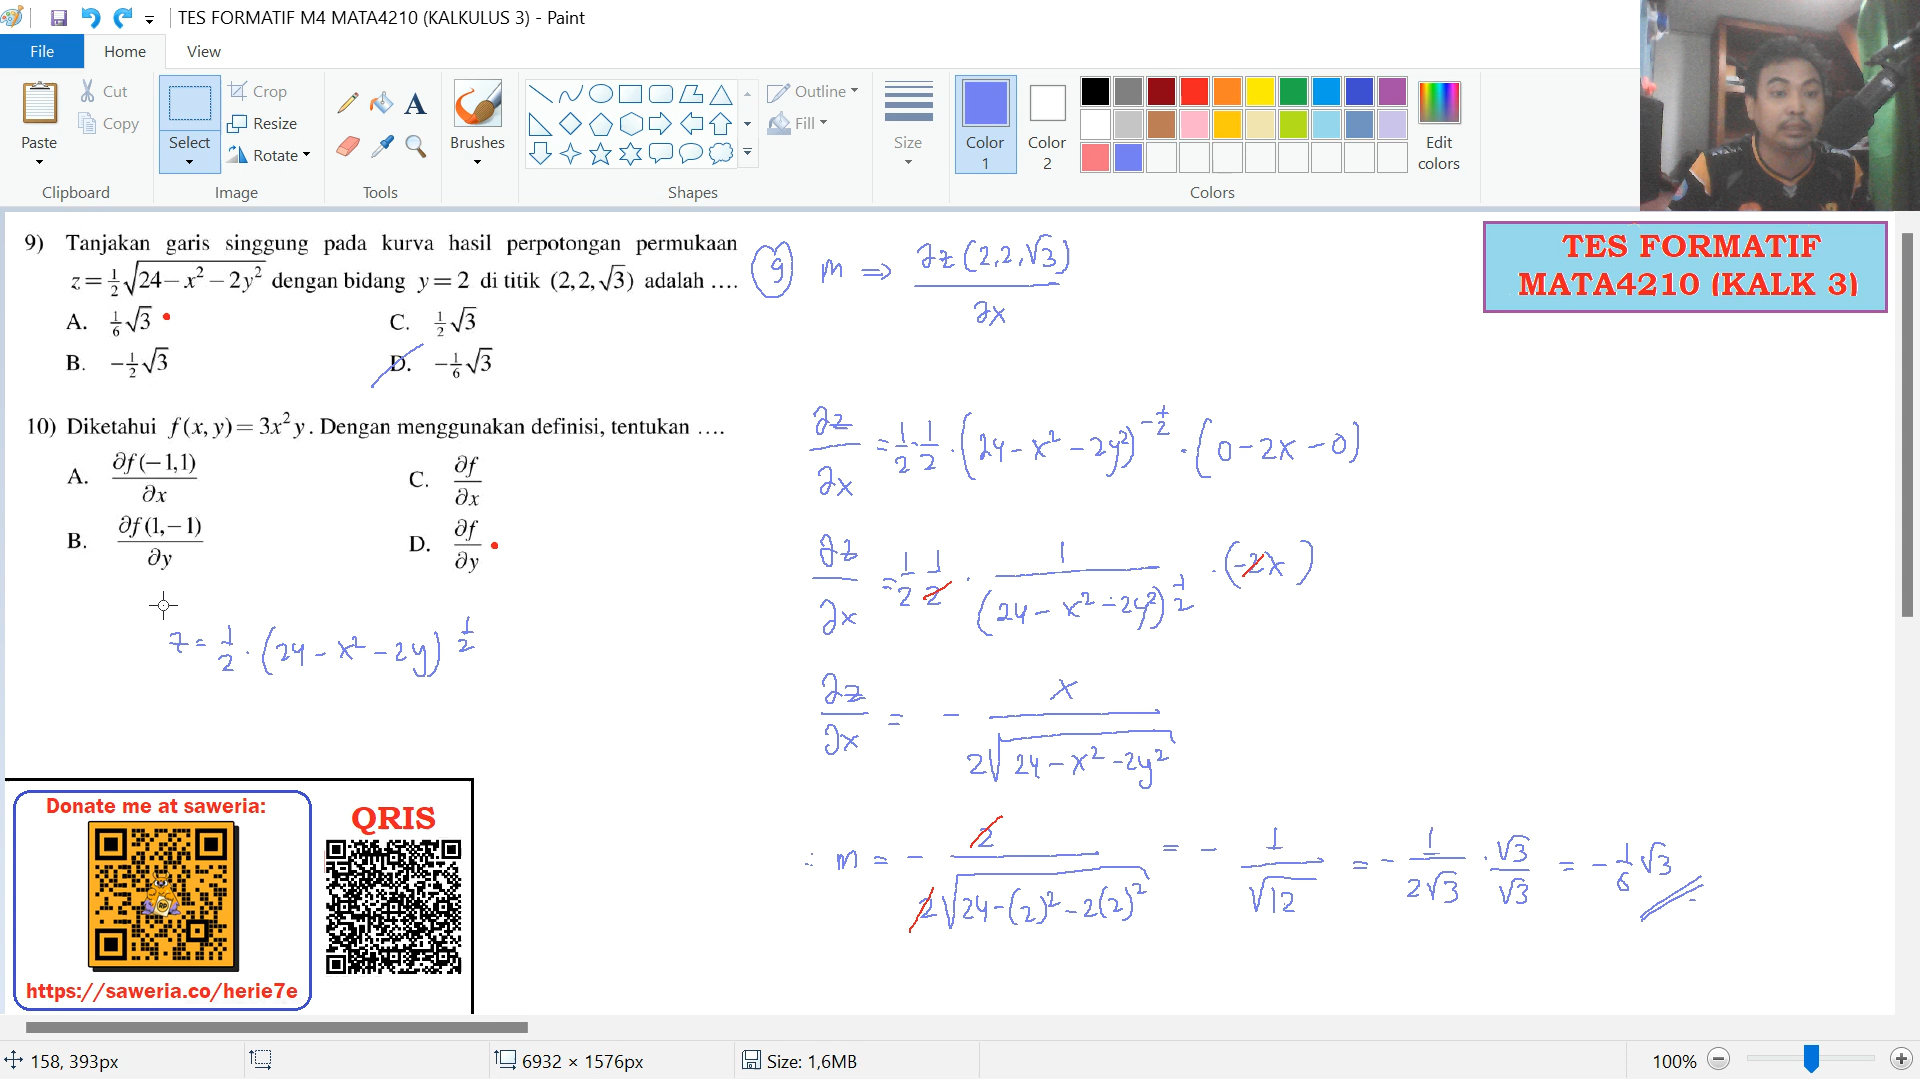 TES FORMATIF M4 MATA4210 (KALKULUS 3) - Paint
File Home View
Paste
Cut
Copy
Clipboard
Select
Crop
Resize
Rotate
Image
Tools
Brushes
Shapes
Outline
Fill
Size
Color 1
Color 2
Edit colors
Colors
9) Tanjakan garis singgung pada kurva hasil perpotongan permukaan
z = ½√(24 − x² − 2y²) dengan bidang y = 2 di titik (2, 2, √3) adalah ….
A. 1/6 √3
C. 1/2 √3
B. −1/2 √3
D. −1/6 √3
10) Diketahui f(x, y) = 3x²y. Dengan menggunakan definisi, tentukan ….
A. ∂f(−1,1)/∂x
C. ∂f/∂x
B. ∂f(1,−1)/∂y
D. ∂f/∂y
z = 1/2 · (24 − x² − 2y)^1/2
9 m ⇒ ∂z(2,2,√3)/∂x
∂z/∂x = 1/2 · 1/2 · (24 − x² − 2y²)^−1/2 · (0 − 2x − 0)
∂z/∂x = 1/2 1/2 · 1/(24 − x² − 2y²)^1/2 · (−2x)
∂z/∂x = − x/2√(24 − x² − 2y²)
∴ m = − 2/2√(24 − (2)² − 2(2)²) = − 1/√12 = − 1/2√3 · √3/√3 = − 1/6 √3
TES FORMATIF
MATA4210 (KALK 3)
Donate me at saweria:
https://saweria.co/herie7e
QRIS
158, 393px
6932 × 1576px
Size: 1,6MB
100%